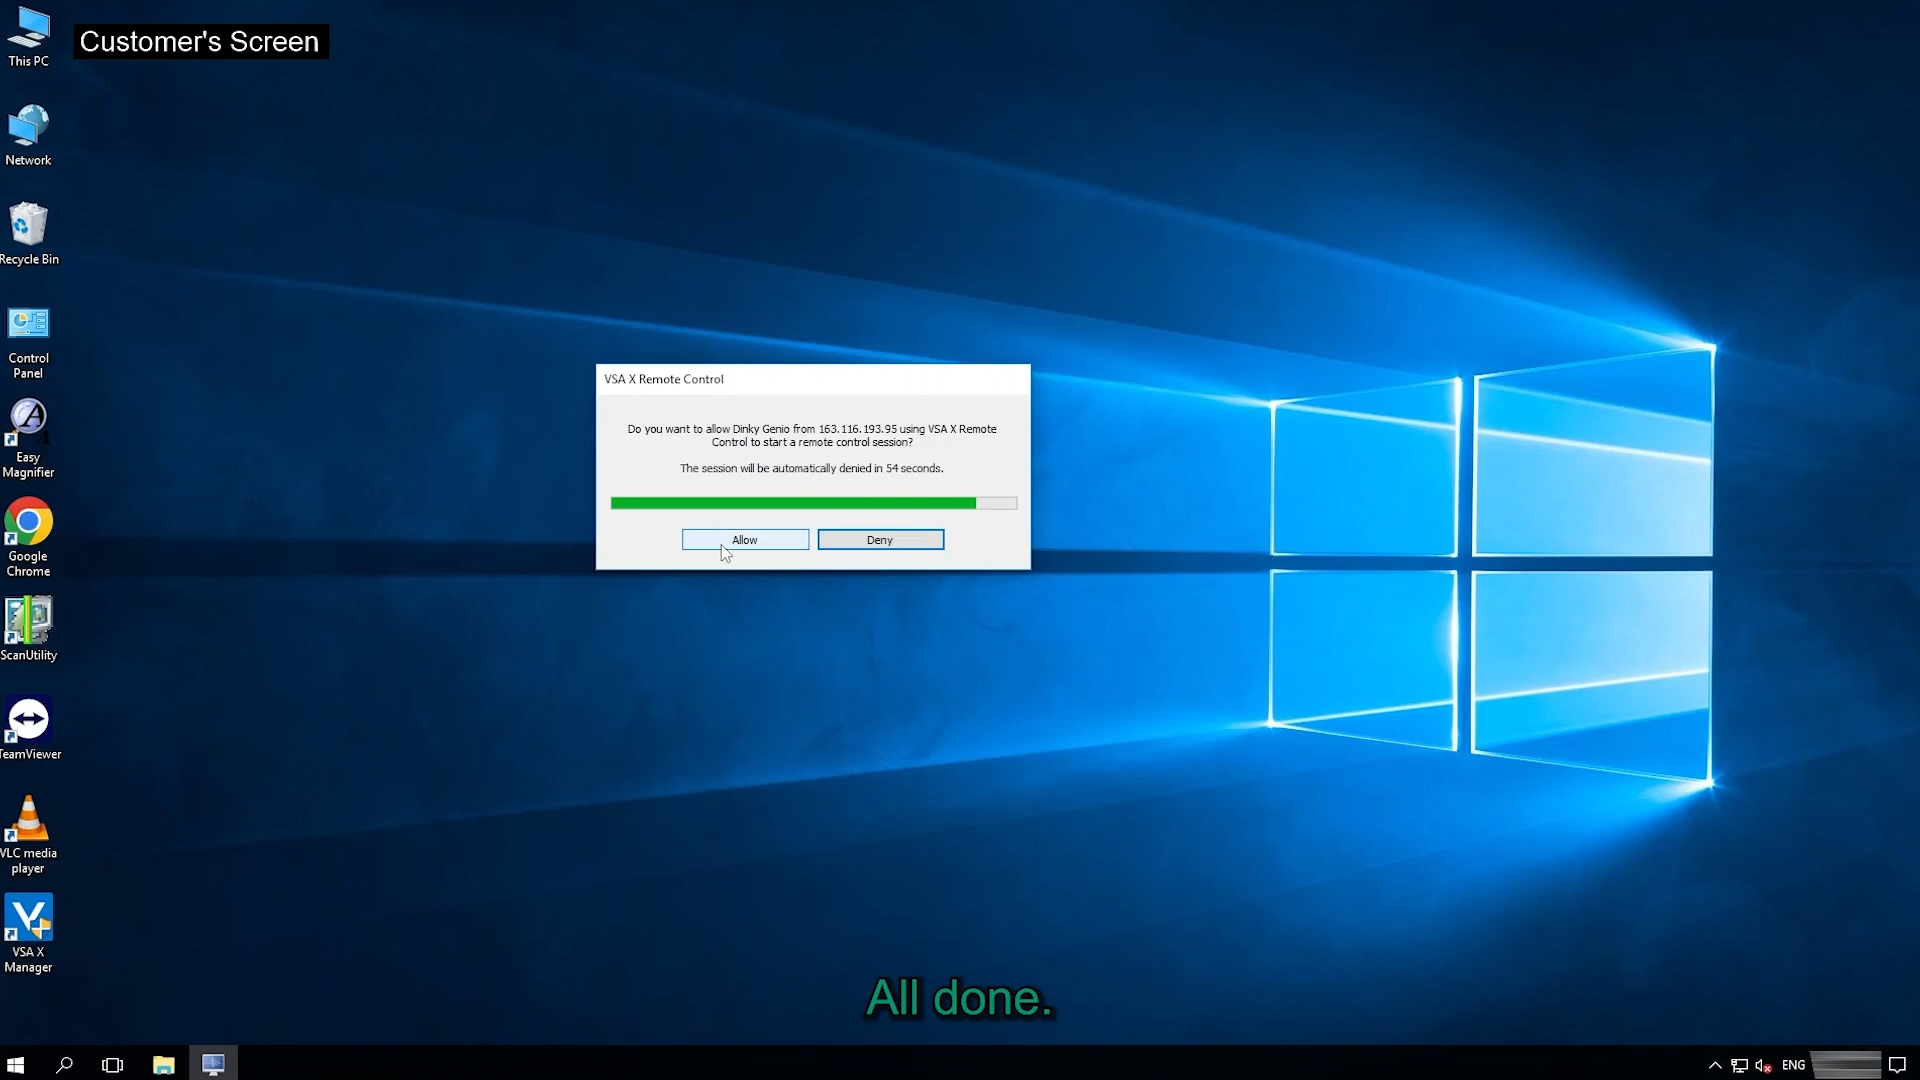 Customer's Screen
This PC
Network
Recycle Bin
Control
Panel
Easy
Magnifier
Google
Chrome
ScanUtility
TeamViewer
VLC media
player
VSA X
Manager
VSA X Remote Control
Do you want to allow Dinky Genio from 163.116.193.95 using VSA X Remote
Control to start a remote control session?
The session will be automatically denied in 54 seconds.
Allow
Deny
All done.
ENG